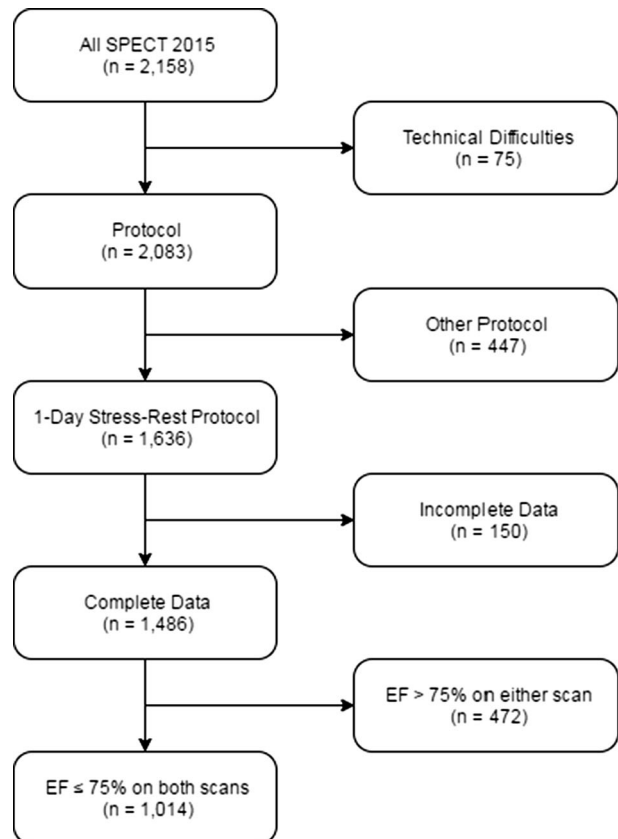 All SPECT 2015
(n = 2,158)
Technical Difficulties
(n = 75)
Protocol
(n = 2,083)
Other Protocol
(n = 447)
1-Day Stress-Rest Protocol
(n = 1,636)
Incomplete Data
(n = 150)
Complete Data
(n = 1,486)
EF > 75% on either scan
(n = 472)
EF ≤ 75% on both scans
(n = 1,014)